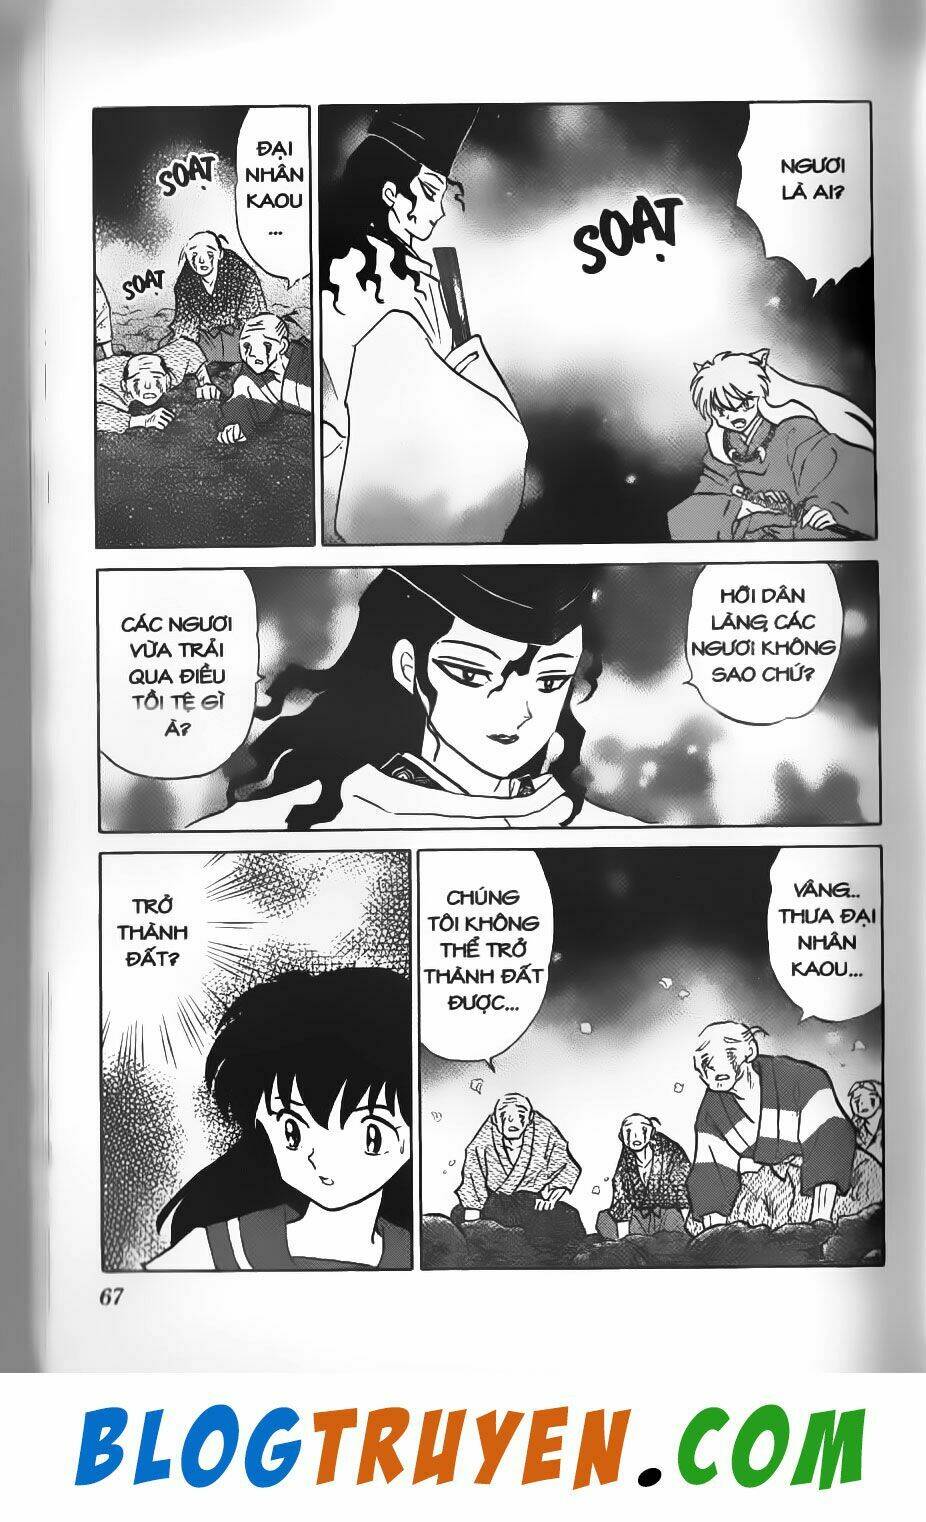 NGƯƠI
LÀ AI?
SOẠT
ĐẠI
NHÂN
KAOU
...
SOẠT
SOẠT
HỠI DÂN
LÀNG, CÁC
NGƯƠI KHÔNG
SAO CHỨ?
CÁC NGƯƠI
VỪA TRẢI
QUA ĐIỀU
TỒI TỆ GÌ
À?
VÂNG...
THƯA ĐẠI
NHÂN
KAOU...
CHÚNG
TÔI KHÔNG
THỂ TRỞ
THÀNH ĐẤT
ĐƯỢC...
TRỞ
THÀNH
ĐẤT?
67
BLOGTRUYEN.COM